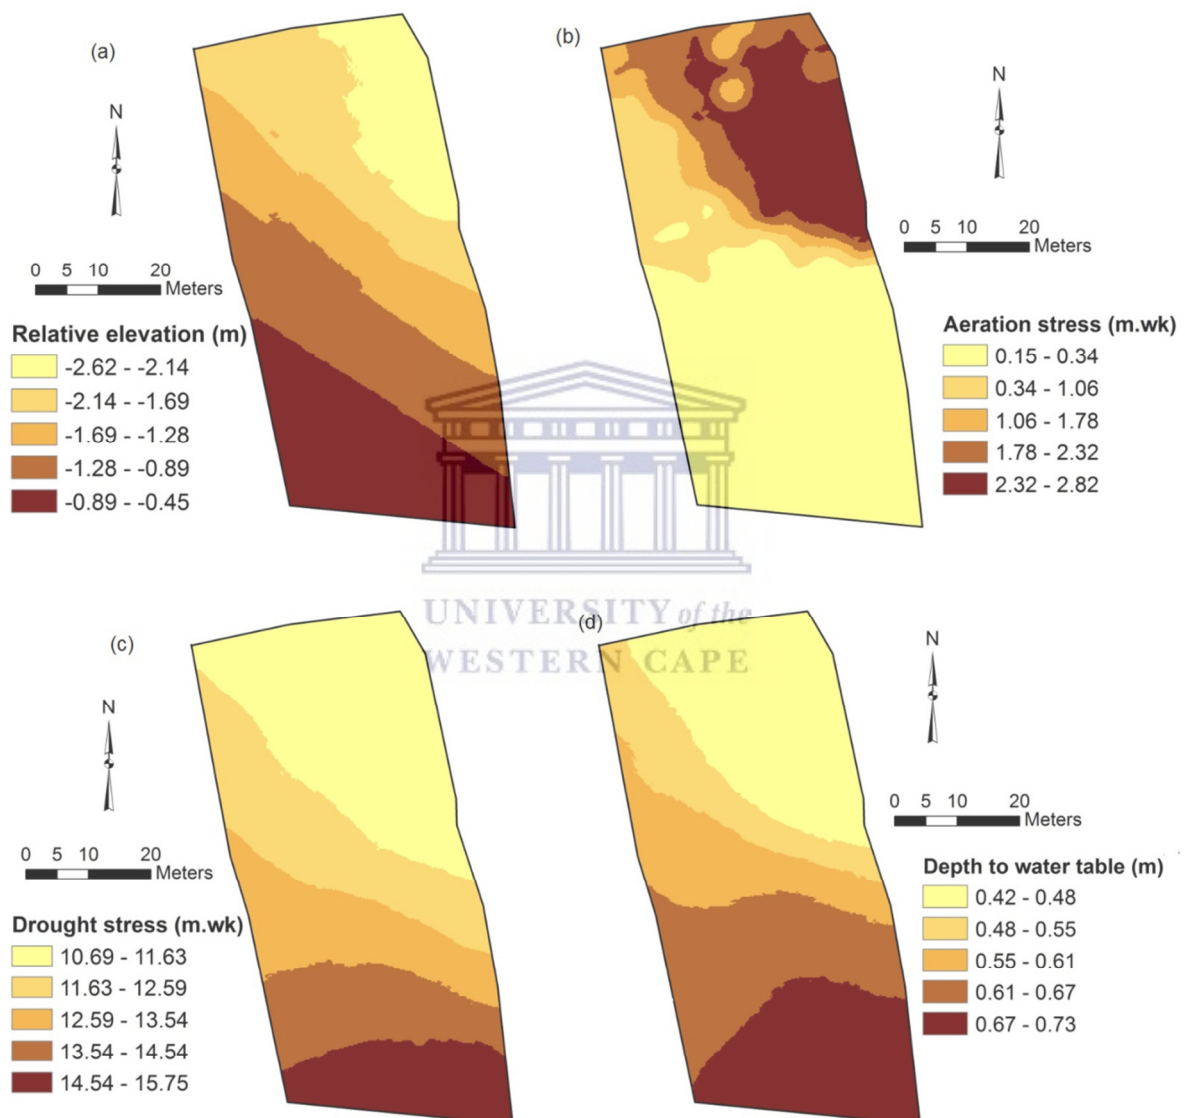 (a)
N
0 5 10 20
Meters
Relative elevation (m)
-2.62 - -2.14
-2.14 - -1.69
-1.69 - -1.28
-1.28 - -0.89
-0.89 - -0.45
(b)
N
0 5 10 20
Meters
Aeration stress (m.wk)
0.15 - 0.34
0.34 - 1.06
1.06 - 1.78
1.78 - 2.32
2.32 - 2.82
UNIVERSITY of the
WESTERN CAPE
(c)
N
0 5 10 20
Meters
Drought stress (m.wk)
10.69 - 11.63
11.63 - 12.59
12.59 - 13.54
13.54 - 14.54
14.54 - 15.75
(d)
N
0 5 10 20
Meters
Depth to water table (m)
0.42 - 0.48
0.48 - 0.55
0.55 - 0.61
0.61 - 0.67
0.67 - 0.73